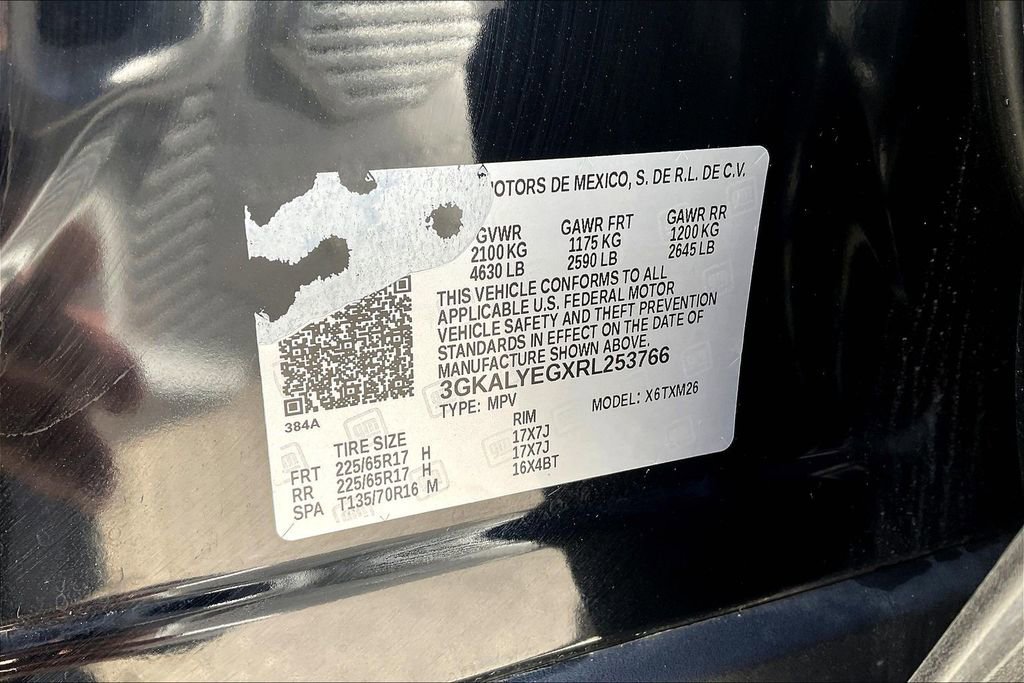 OTORS DE MEXICO, S. DE R.L. DE C.V.
GVWR GAWR FRT GAWR RR
2100 KG 1175 KG 1200 KG
4630 LB 2590 LB 2645 LB
THIS VEHICLE CONFORMS TO ALL
APPLICABLE U.S. FEDERAL MOTOR
VEHICLE SAFETY AND THEFT PREVENTION
STANDARDS IN EFFECT ON THE DATE OF
MANUFACTURE SHOWN ABOVE.
3GKALYEGXRL253766
TYPE: MPV MODEL: X6TXM26
384A
TIRE SIZE RIM
FRT 225/65R17 H 17X7J
RR 225/65R17 H 17X7J
SPA T135/70R16 M 16X4BT